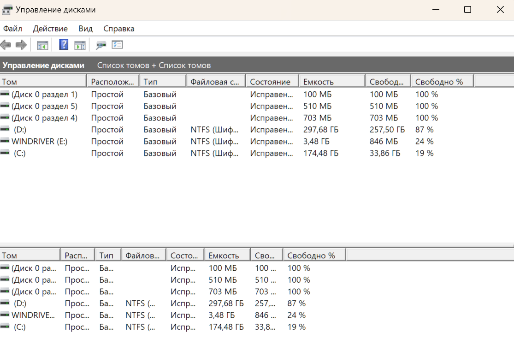 Управление дисками
Файл Действие Вид Справка
Управление дисками Список томов + Список томов
Том Располож... Тип Файловая с... Состояние Емкость Свобод... Свободно %
(Диск 0 раздел 1) Простой Базовый Исправен... 100 МБ 100 МБ 100 %
(Диск 0 раздел 5) Простой Базовый Исправен... 510 МБ 510 МБ 100 %
(Диск 0 раздел 4) Простой Базовый Исправен... 703 МБ 703 МБ 100 %
(D:) Простой Базовый NTFS (Шиф... Исправен... 297,68 ГБ 257,50 ГБ 87 %
WINDRIVER (E:) Простой Базовый NTFS (Шиф... Исправен... 3,48 ГБ 846 МБ 24 %
(C:) Простой Базовый NTFS (Шиф... Исправен... 174,48 ГБ 33,86 ГБ 19 %
Том Расп... Тип Файлов... Состо... Емкость Сво... Свободно %
(Диск 0 ра... Прос... Ба... Испр... 100 МБ 100 ... 100 %
(Диск 0 ра... Прос... Ба... Испр... 510 МБ 510 ... 100 %
(Диск 0 ра... Прос... Ба... Испр... 703 МБ 703 ... 100 %
(D:) Прос... Ба... NTFS (... Испр... 297,68 ГБ 257,... 87 %
WINDRIVE... Прос... Ба... NTFS (... Испр... 3,48 ГБ 846 ... 24 %
(C:) Прос... Ба... NTFS (... Испр... 174,48 ГБ 33,8... 19 %